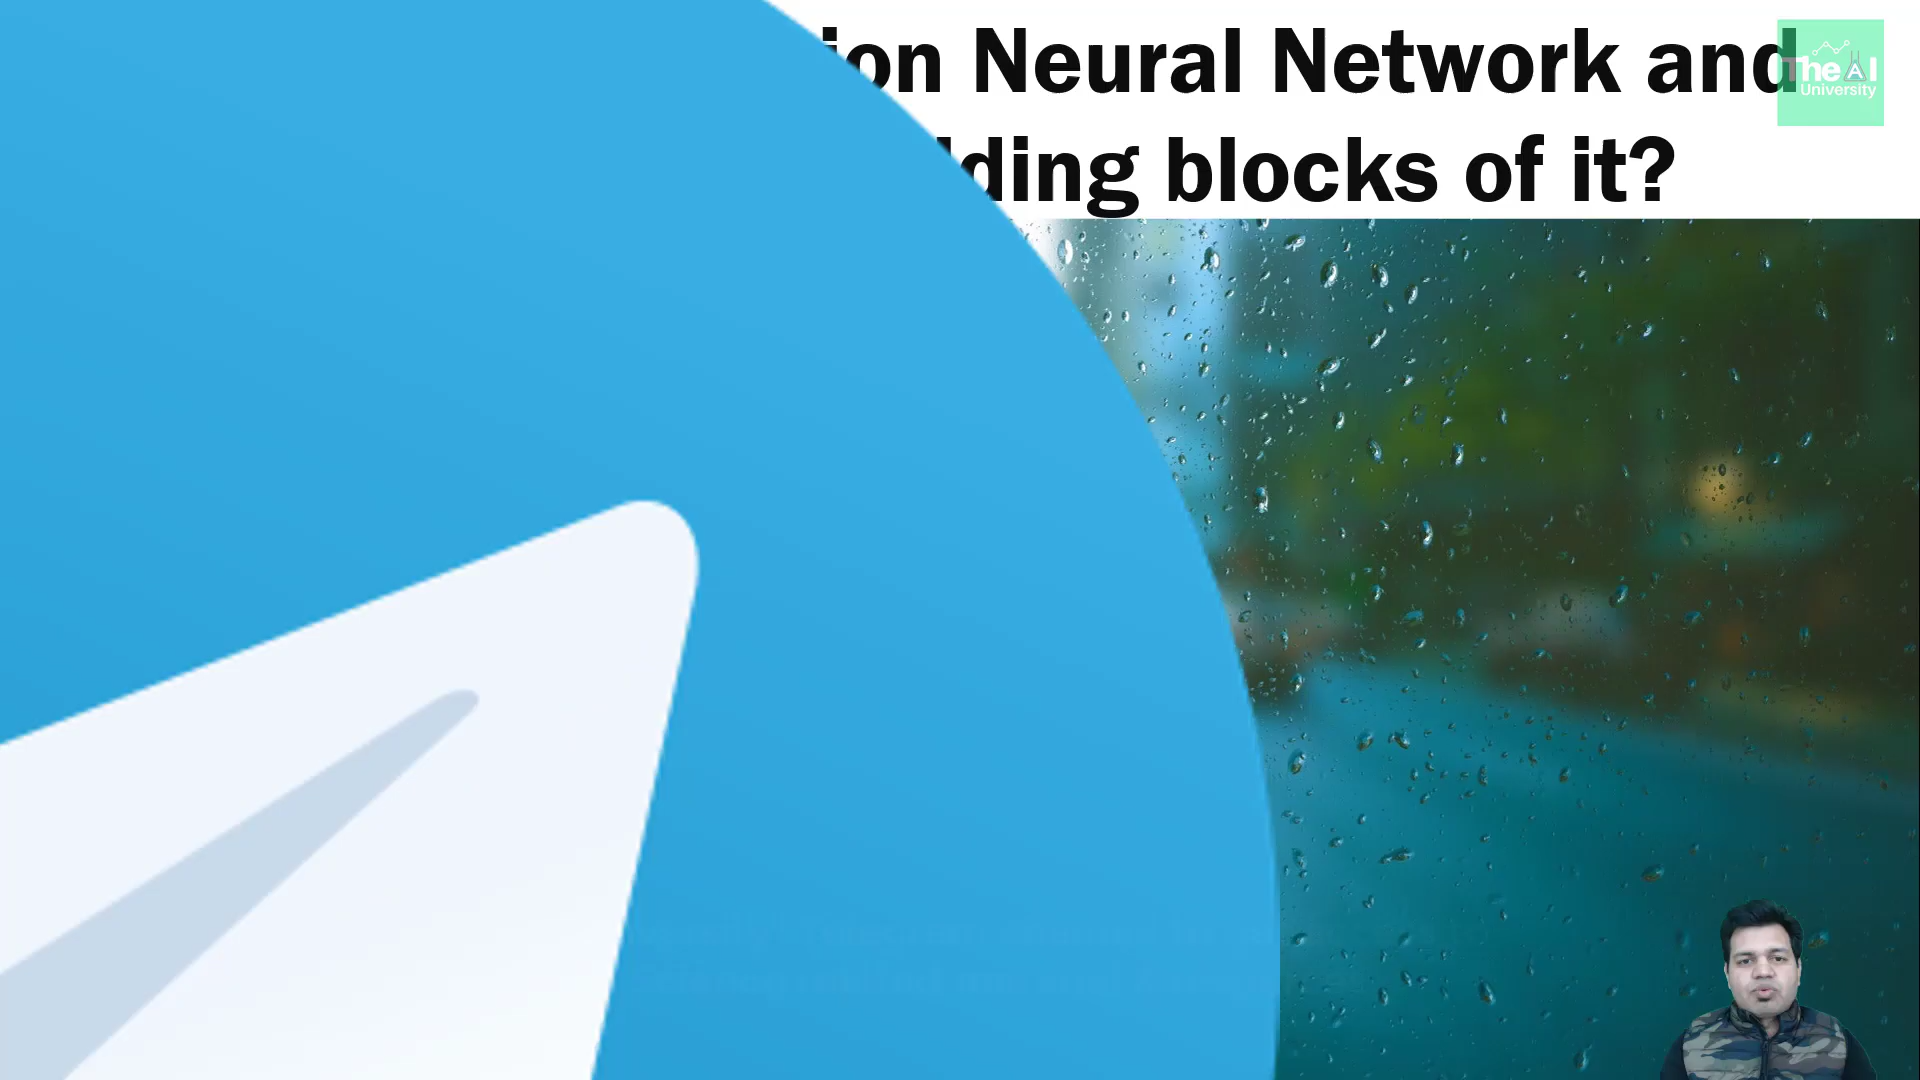 ion Neural Network and
lding blocks of it?
The AI
University